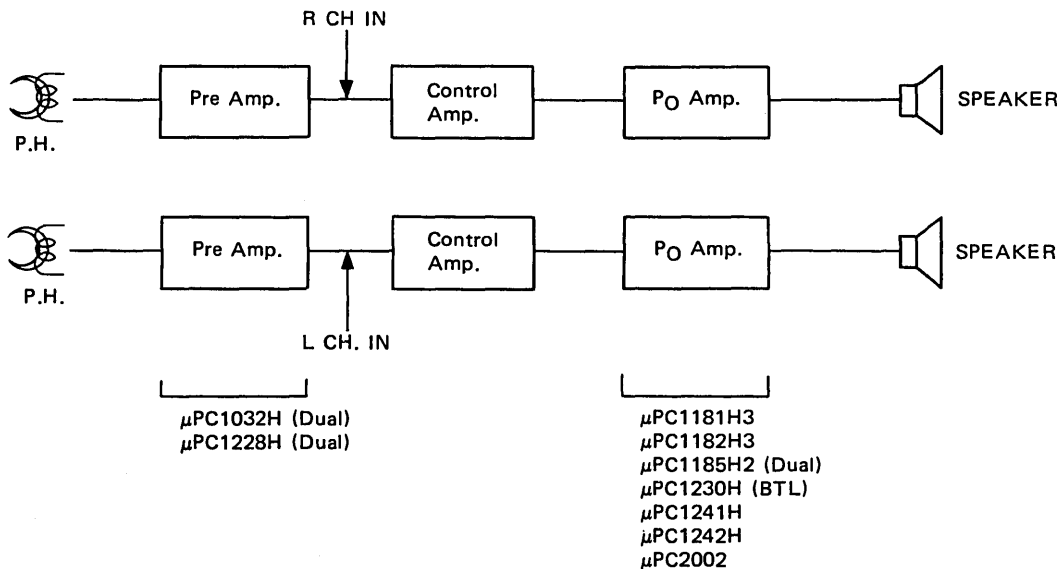 R CH IN
P.H.
Pre Amp.
Control
Amp.
PO Amp.
SPEAKER
P.H.
Pre Amp.
Control
Amp.
PO Amp.
SPEAKER
L CH. IN
μPC1032H (Dual)
μPC1228H (Dual)
μPC1181H3
μPC1182H3
μPC1185H2 (Dual)
μPC1230H (BTL)
μPC1241H
μPC1242H
μPC2002